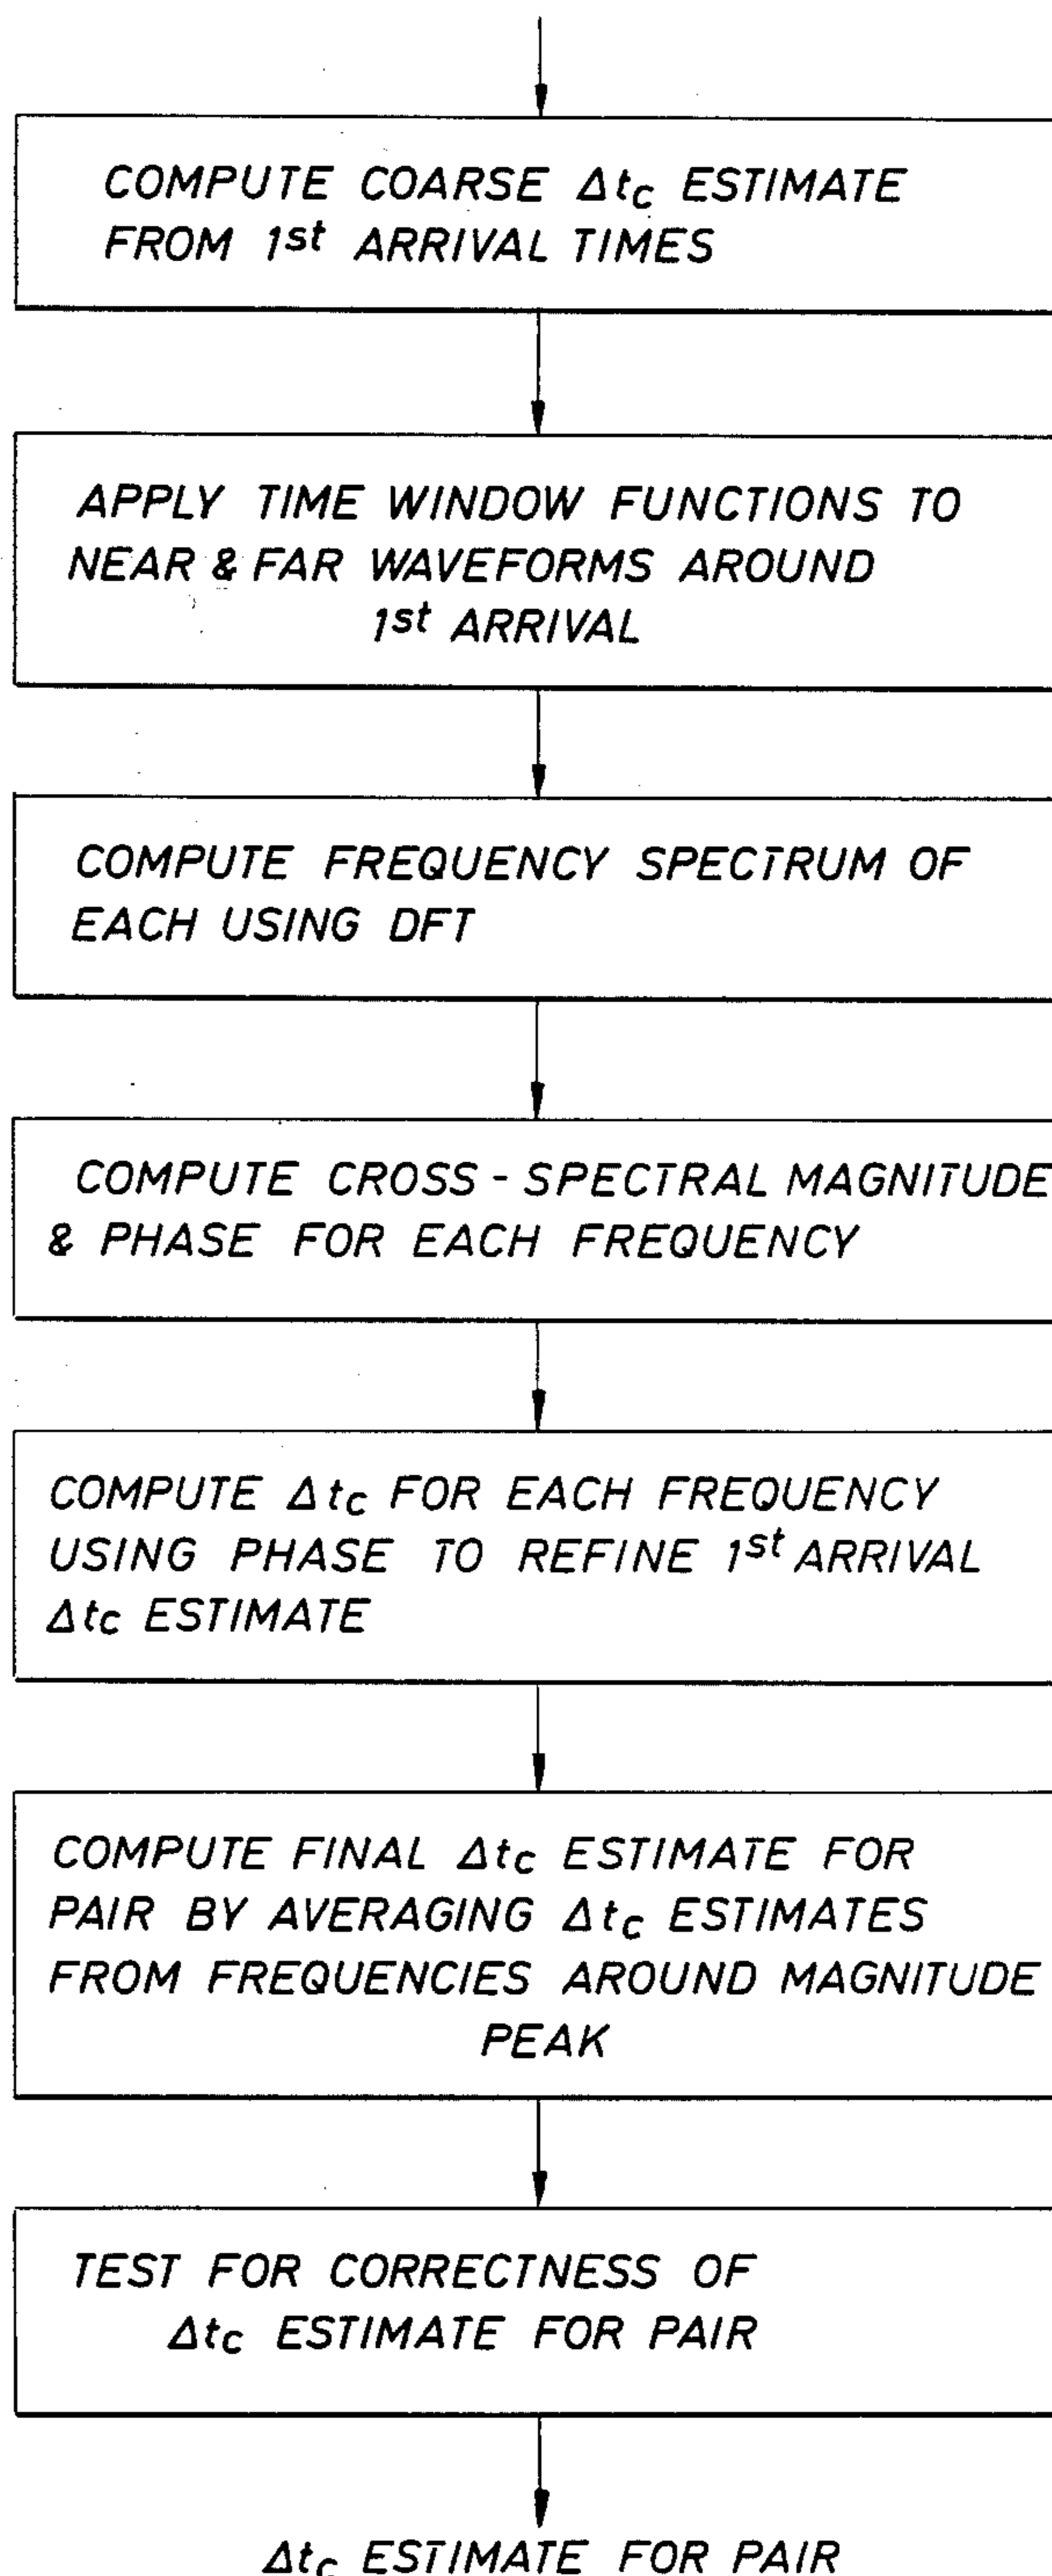 COMPUTE COARSE Δtc ESTIMATE
FROM 1st ARRIVAL TIMES
APPLY TIME WINDOW FUNCTIONS TO
NEAR & FAR WAVEFORMS AROUND
1st ARRIVAL
COMPUTE FREQUENCY SPECTRUM OF
EACH USING DFT
COMPUTE CROSS - SPECTRAL MAGNITUDE
& PHASE FOR EACH FREQUENCY
COMPUTE Δtc FOR EACH FREQUENCY
USING PHASE TO REFINE 1st ARRIVAL
Δtc ESTIMATE
COMPUTE FINAL Δtc ESTIMATE FOR
PAIR BY AVERAGING Δtc ESTIMATES
FROM FREQUENCIES AROUND MAGNITUDE
PEAK
TEST FOR CORRECTNESS OF
Δtc ESTIMATE FOR PAIR
Δtc ESTIMATE FOR PAIR